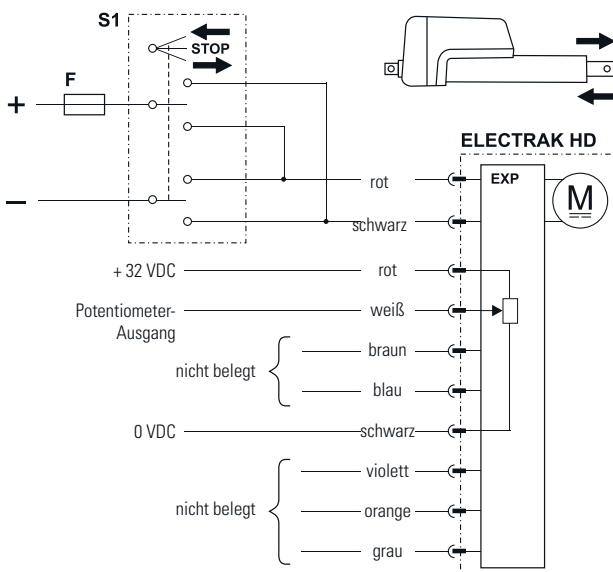 S1
STOP
F
+
−
ELECTRAK HD
EXP
M
rot
schwarz
+ 32 VDC
rot
Potentiometer-
Ausgang
weiß
braun
nicht belegt
blau
0 VDC
schwarz
violett
nicht belegt
orange
grau